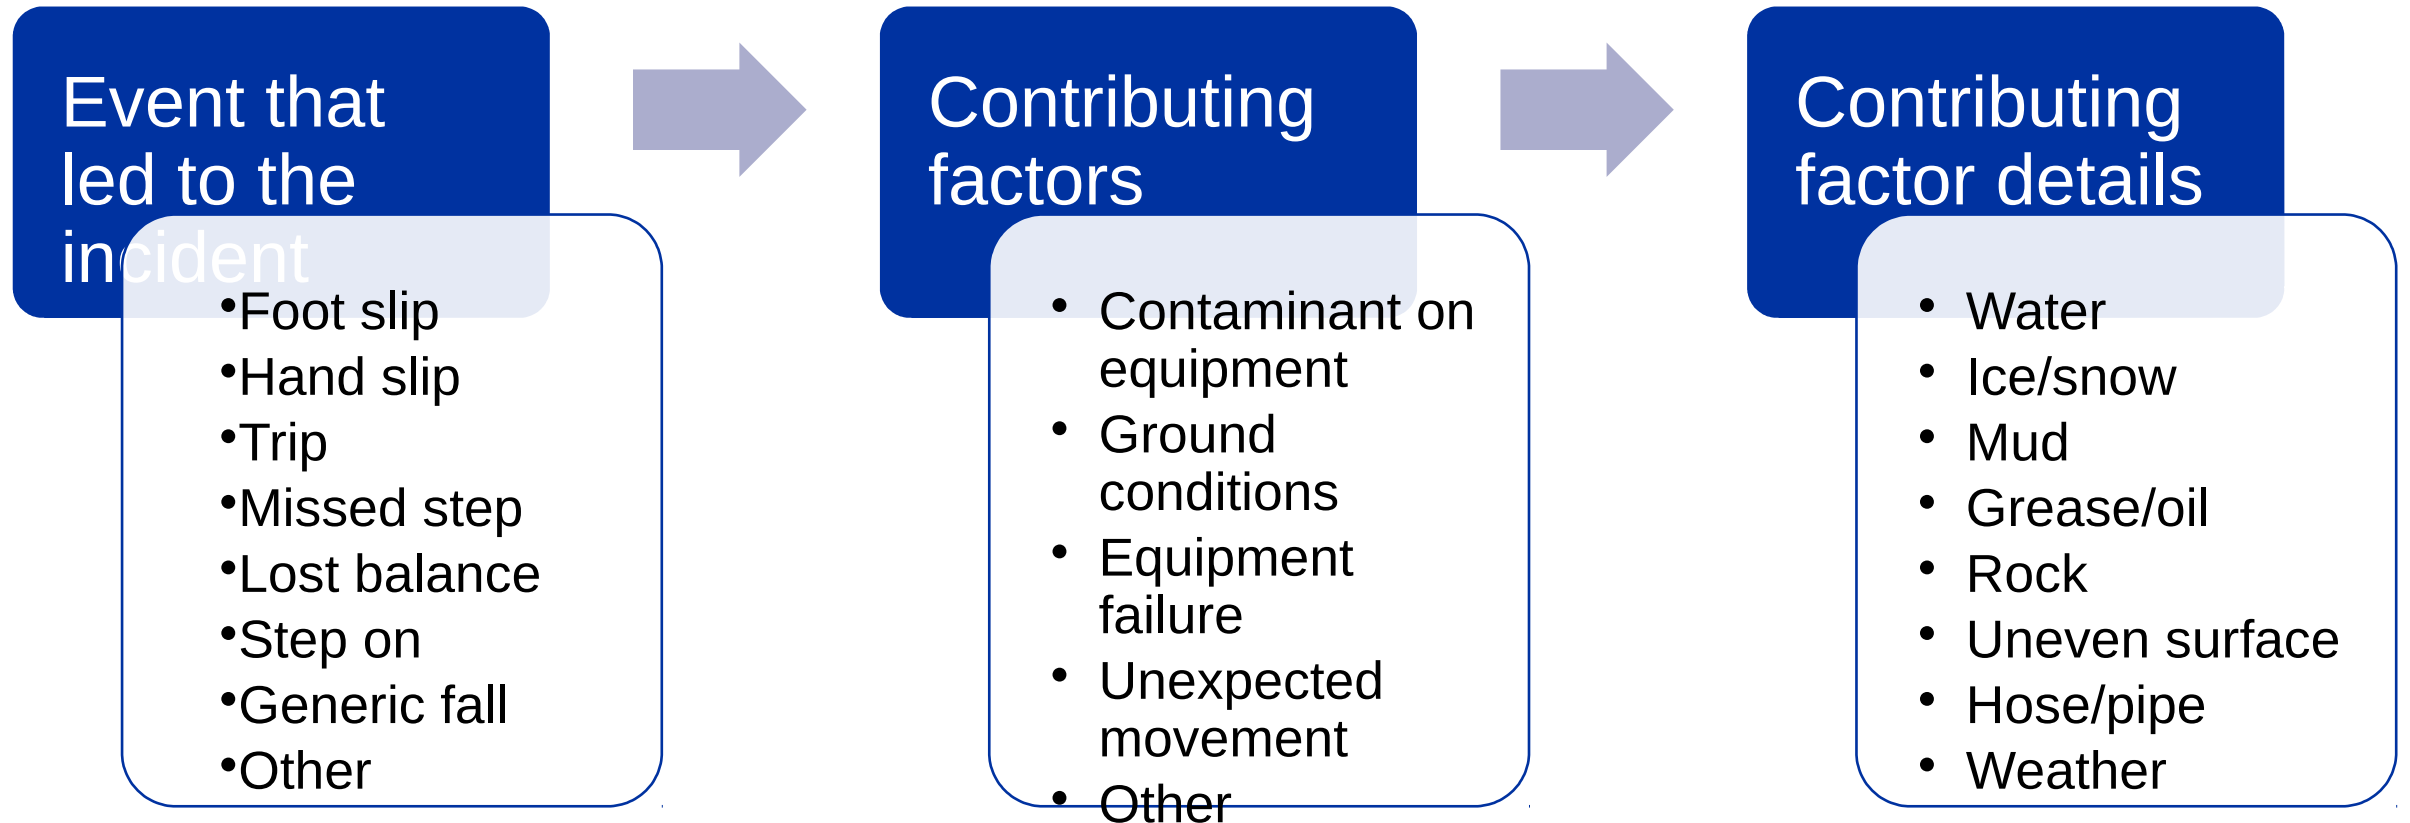 Event that
led to the
incident
•Foot slip
•Hand slip
•Trip
•Missed step
•Lost balance
•Step on
•Generic fall
•Other
Contributing
factors
• Contaminant on
equipment
• Ground
conditions
• Equipment
failure
• Unexpected
movement
• Other
Contributing
factor details
• Water
• Ice/snow
• Mud
• Grease/oil
• Rock
• Uneven surface
• Hose/pipe
• Weather